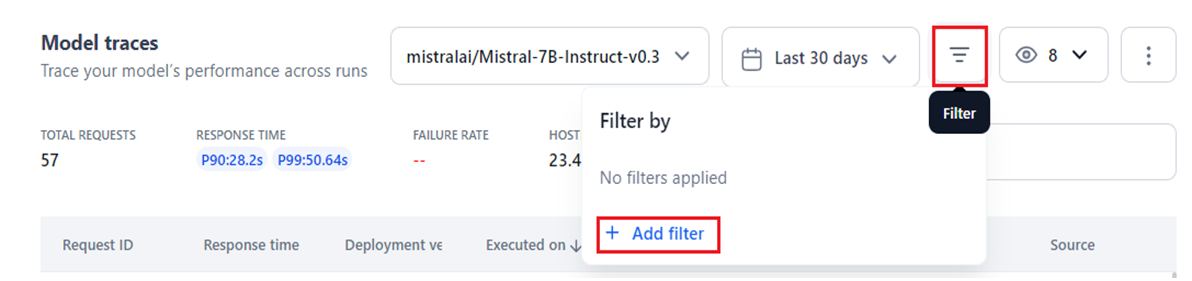 Model traces
Trace your model's performance across runs
mistralai/Mistral-7B-Instruct-v0.3
Last 30 days
8
Filter
TOTAL REQUESTS
57
RESPONSE TIME
P90:28.2s P99:50.64s
FAILURE RATE
--
HOST
23.4
Filter by
No filters applied
+ Add filter
Request ID Response time Deployment ve Executed on ↓ Source